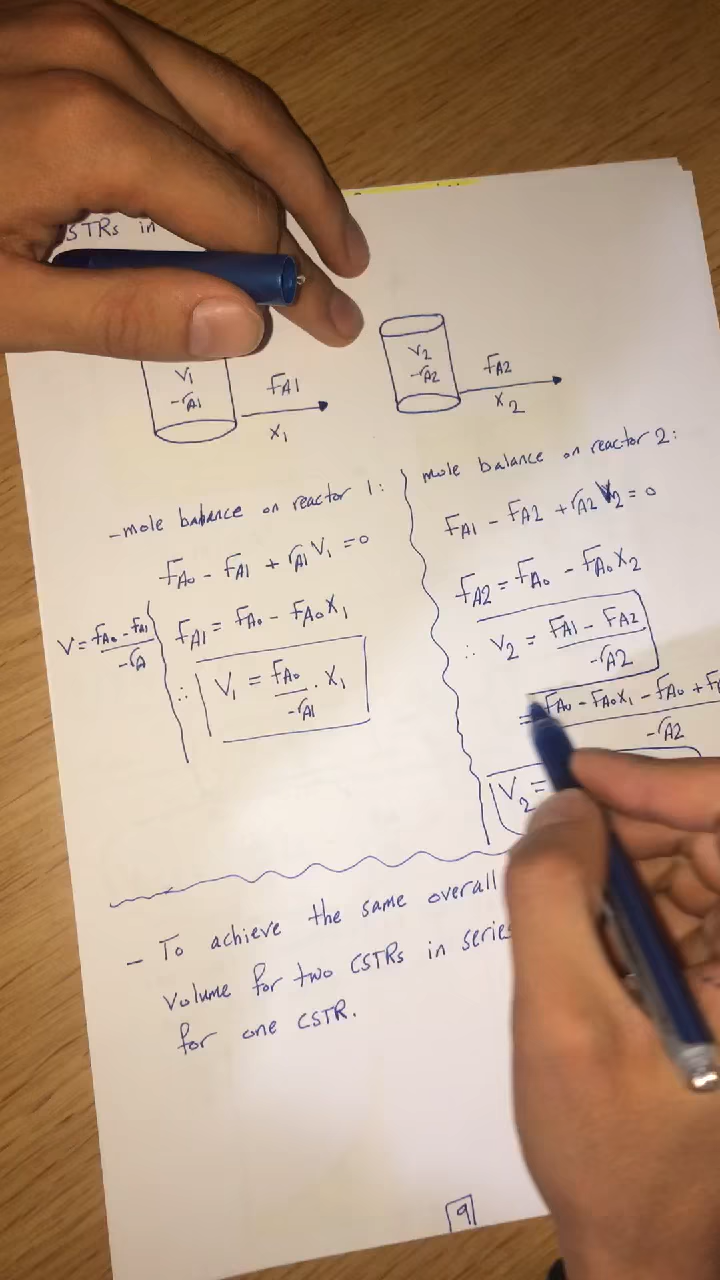 STRs in
V1
-rA1
FA1
X1
V2
-rA2
FA2
X2
- mole balance on reactor 1:
FA0 - FA1 + rA1 V1 = 0
V = FA0 - FA1 / -rA
FA1 = FA0 - FA0 X1
∴ V1 = FA0 / -rA1 . X1
mole balance on reactor 2:
FA1 - FA2 + rA2 V2 = 0
FA2 = FA0 - FA0 X2
∴ V2 = FA1 - FA2 / -rA2
= FA0 - FA0 X1 - FA0 + / -rA2
V2 =
- To achieve the same overall
volume for two CSTRs in series
for one CSTR.
9